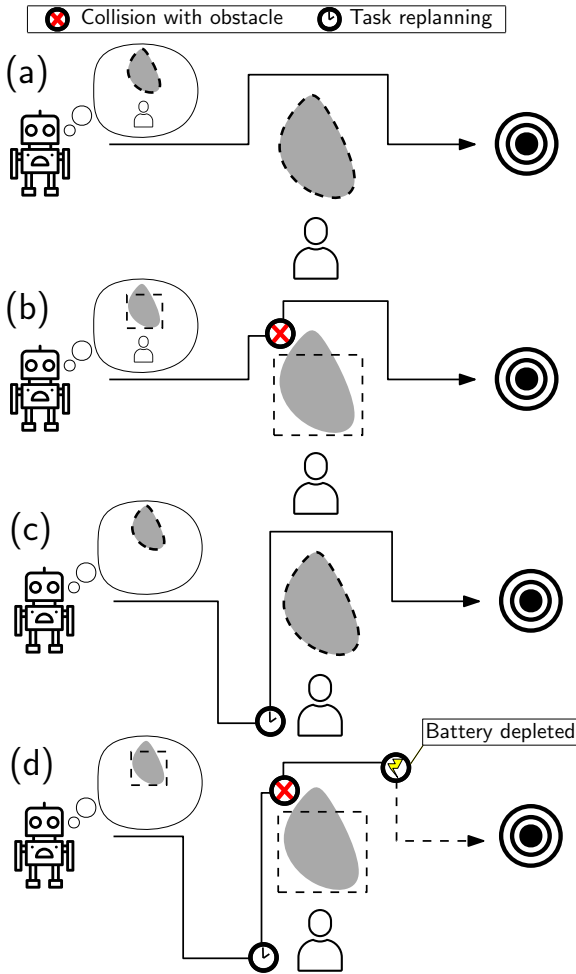 Collision with obstacle Task replanning
(a)
(b)
(c)
(d)
Battery depleted